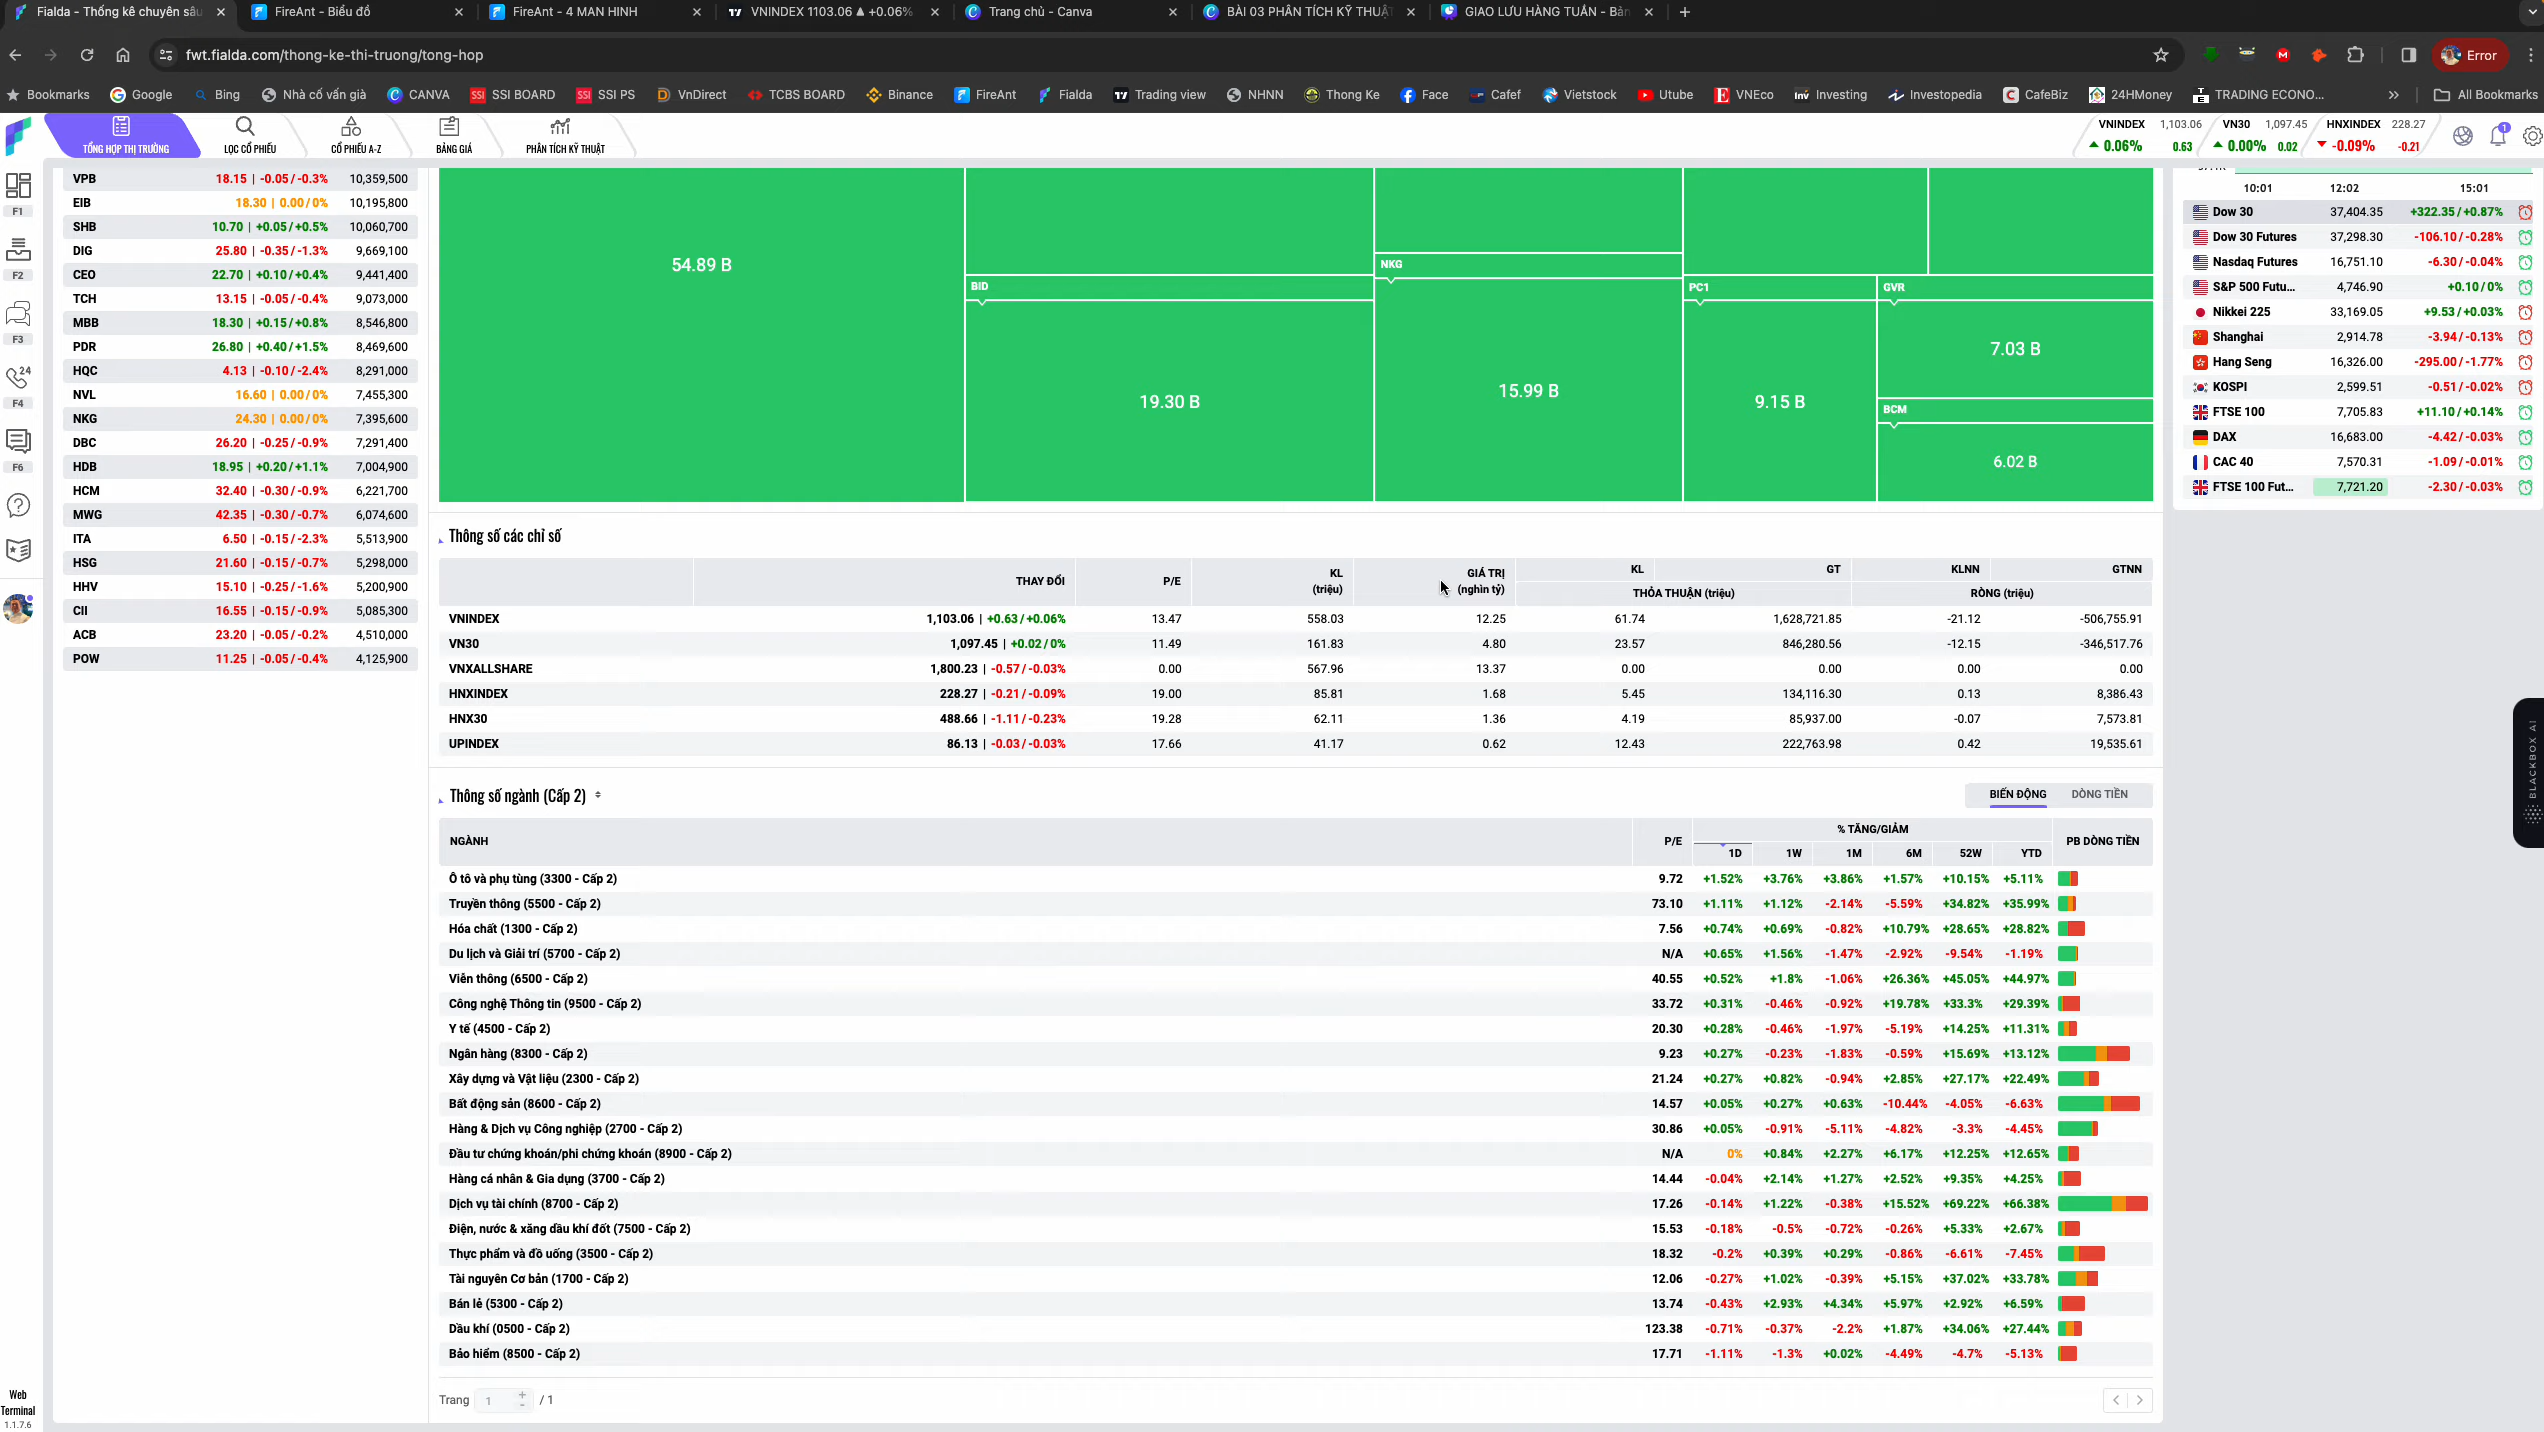 Fialda - Thống kê chuyên sâu
FireAnt - Biểu đồ
FireAnt - 4 MAN HINH
VNINDEX 1103.06 ▲ +0.06%
Trang chủ - Canva
BÀI 03 PHÂN TÍCH KỸ THUẬT
GIAO LƯU HÀNG TUẦN - Bản
fwt.fialda.com/thong-ke-thi-truong/tong-hop
Error
Bookmarks
Google
Bing
Nhà cố vấn già
CANVA
SSI BOARD
SSI PS
VnDirect
TCBS BOARD
Binance
FireAnt
Fialda
Trading view
NHNN
Thong Ke
Face
Cafef
Vietstock
Utube
VNEco
Investing
Investopedia
CafeBiz
24HMoney
TRADING ECONO...
All Bookmarks
TỔNG HỢP THỊ TRƯỜNG
LỌC CỔ PHIẾU
CỔ PHIẾU A-Z
BẢNG GIÁ
PHÂN TÍCH KỸ THUẬT
VNINDEX 1,103.06
0.06% 0.63
VN30 1,097.45
0.00% 0.02
HNXINDEX 228.27
-0.09% -0.21
1
F1
F2
F3
24
F4
F6
Web
Terminal
1.1.7.6
VPB 18.15 | -0.05 / -0.3% 10,359,500
EIB 18.30 | 0.00 / 0% 10,195,800
SHB 10.70 | +0.05 / +0.5% 10,060,700
DIG 25.80 | -0.35 / -1.3% 9,669,100
CEO 22.70 | +0.10 / +0.4% 9,441,400
TCH 13.15 | -0.05 / -0.4% 9,073,000
MBB 18.30 | +0.15 / +0.8% 8,546,800
PDR 26.80 | +0.40 / +1.5% 8,469,600
HQC 4.13 | -0.10 / -2.4% 8,291,000
NVL 16.60 | 0.00 / 0% 7,455,300
NKG 24.30 | 0.00 / 0% 7,395,600
DBC 26.20 | -0.25 / -0.9% 7,291,400
HDB 18.95 | +0.20 / +1.1% 7,004,900
HCM 32.40 | -0.30 / -0.9% 6,221,700
MWG 42.35 | -0.30 / -0.7% 6,074,600
ITA 6.50 | -0.15 / -2.3% 5,513,900
HSG 21.60 | -0.15 / -0.7% 5,298,000
HHV 15.10 | -0.25 / -1.6% 5,200,900
CII 16.55 | -0.15 / -0.9% 5,085,300
ACB 23.20 | -0.05 / -0.2% 4,510,000
POW 11.25 | -0.05 / -0.4% 4,125,900
54.89 B
BID
19.30 B
NKG
15.99 B
PC1
9.15 B
GVR
7.03 B
BCM
6.02 B
Thông số các chỉ số
THAY ĐỔI P/E KL (triệu) GIÁ TRỊ (nghìn tỷ) KL GT KLNN GTNN
THỎA THUẬN (triệu) RÒNG (triệu)
VNINDEX 1,103.06 | +0.63 / +0.06% 13.47 558.03 12.25 61.74 1,628,721.85 -21.12 -506,755.91
VN30 1,097.45 | +0.02 / 0% 11.49 161.83 4.80 23.57 846,280.56 -12.15 -346,517.76
VNXALLSHARE 1,800.23 | -0.57 / -0.03% 0.00 567.96 13.37 0.00 0.00 0.00 0.00
HNXINDEX 228.27 | -0.21 / -0.09% 19.00 85.81 1.68 5.45 134,116.30 0.13 8,386.43
HNX30 488.66 | -1.11 / -0.23% 19.28 62.11 1.36 4.19 85,937.00 -0.07 7,573.81
UPINDEX 86.13 | -0.03 / -0.03% 17.66 41.17 0.62 12.43 222,763.98 0.42 19,535.61
Thông số ngành (Cấp 2)
BIẾN ĐỘNG DÒNG TIỀN
NGÀNH P/E % TĂNG/GIẢM PB DÒNG TIỀN
1D 1W 1M 6M 52W YTD
Ô tô và phụ tùng (3300 - Cấp 2) 9.72 +1.52% +3.76% +3.86% +1.57% +10.15% +5.11%
Truyền thông (5500 - Cấp 2) 73.10 +1.11% +1.12% -2.14% -5.59% +34.82% +35.99%
Hóa chất (1300 - Cấp 2) 7.56 +0.74% +0.69% -0.82% +10.79% +28.65% +28.82%
Du lịch và Giải trí (5700 - Cấp 2) N/A +0.65% +1.56% -1.47% -2.92% -9.54% -1.19%
Viễn thông (6500 - Cấp 2) 40.55 +0.52% +1.8% -1.06% +26.36% +45.05% +44.97%
Công nghệ Thông tin (9500 - Cấp 2) 33.72 +0.31% -0.46% -0.92% +19.78% +33.3% +29.39%
Y tế (4500 - Cấp 2) 20.30 +0.28% -0.46% -1.97% -5.19% +14.25% +11.31%
Ngân hàng (8300 - Cấp 2) 9.23 +0.27% -0.23% -1.83% -0.59% +15.69% +13.12%
Xây dựng và Vật liệu (2300 - Cấp 2) 21.24 +0.27% +0.82% -0.94% +2.85% +27.17% +22.49%
Bất động sản (8600 - Cấp 2) 14.57 +0.05% +0.27% +0.63% -10.44% -4.05% -6.63%
Hàng & Dịch vụ Công nghiệp (2700 - Cấp 2) 30.86 +0.05% -0.91% -5.11% -4.82% -3.3% -4.45%
Đầu tư chứng khoán/phi chứng khoán (8900 - Cấp 2) N/A 0% +0.84% +2.27% +6.17% +12.25% +12.65%
Hàng cá nhân & Gia dụng (3700 - Cấp 2) 14.44 -0.04% +2.14% +1.27% +2.52% +9.35% +4.25%
Dịch vụ tài chính (8700 - Cấp 2) 17.26 -0.14% +1.22% -0.38% +15.52% +69.22% +66.38%
Điện, nước & xăng dầu khí đốt (7500 - Cấp 2) 15.53 -0.18% -0.5% -0.72% -0.26% +5.33% +2.67%
Thực phẩm và đồ uống (3500 - Cấp 2) 18.32 -0.2% +0.39% +0.29% -0.86% -6.61% -7.45%
Tài nguyên Cơ bản (1700 - Cấp 2) 12.06 -0.27% +1.02% -0.39% +5.15% +37.02% +33.78%
Bán lẻ (5300 - Cấp 2) 13.74 -0.43% +2.93% +4.34% +5.97% +2.92% +6.59%
Dầu khí (0500 - Cấp 2) 123.38 -0.71% -0.37% -2.2% +1.87% +34.06% +27.44%
Bảo hiểm (8500 - Cấp 2) 17.71 -1.11% -1.3% +0.02% -4.49% -4.7% -5.13%
Trang 1 / 1
10:01 12:02 15:01
Dow 30 37,404.35 +322.35 / +0.87%
Dow 30 Futures 37,298.30 -106.10 / -0.28%
Nasdaq Futures 16,751.10 -6.30 / -0.04%
S&P 500 Futu... 4,746.90 +0.10 / 0%
Nikkei 225 33,169.05 +9.53 / +0.03%
Shanghai 2,914.78 -3.94 / -0.13%
Hang Seng 16,326.00 -295.00 / -1.77%
KOSPI 2,599.51 -0.51 / -0.02%
FTSE 100 7,705.83 +11.10 / +0.14%
DAX 16,683.00 -4.42 / -0.03%
CAC 40 7,570.31 -1.09 / -0.01%
FTSE 100 Fut... 7,721.20 -2.30 / -0.03%
BLACKBOX AI